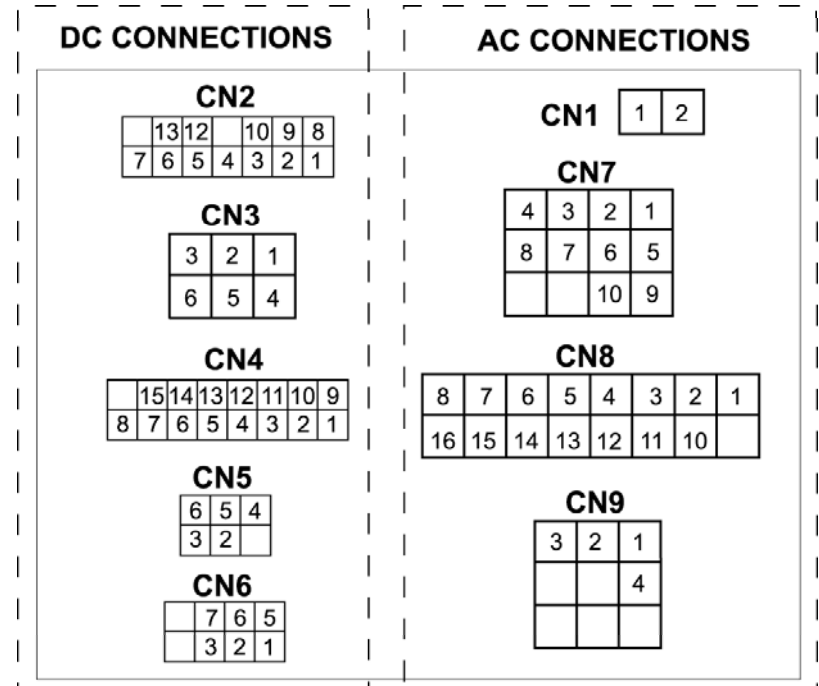 DC CONNECTIONS
CN2
13 12 10 9 8
7 6 5 4 3 2 1
CN3
3 2 1
6 5 4
CN4
15 14 13 12 11 10 9
8 7 6 5 4 3 2 1
CN5
6 5 4
3 2
CN6
7 6 5
3 2 1
AC CONNECTIONS
CN1 1 2
CN7
4 3 2 1
8 7 6 5
10 9
CN8
8 7 6 5 4 3 2 1
16 15 14 13 12 11 10
CN9
3 2 1
4